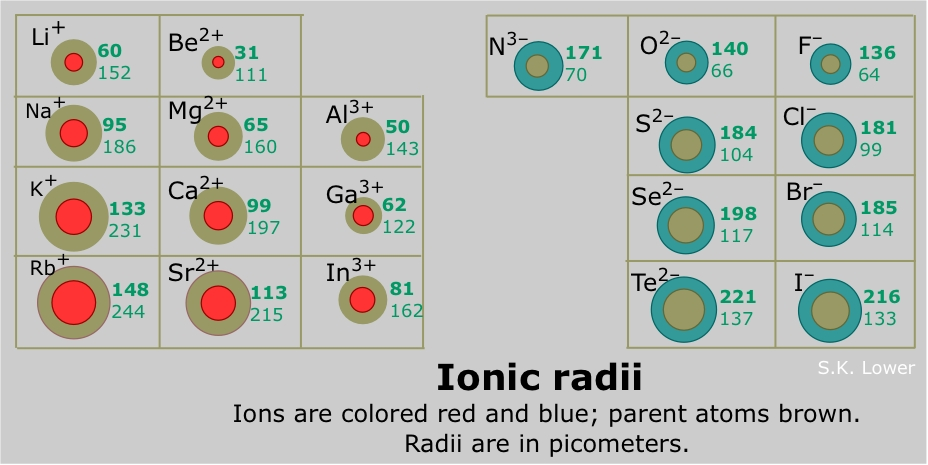 Li+ 60 152
Be2+ 31 111
N3– 171 70
O2– 140 66
F– 136 64
Na+ 95 186
Mg2+ 65 160
Al3+ 50 143
S2– 184 104
Cl– 181 99
K+ 133 231
Ca2+ 99 197
Ga3+ 62 122
Se2– 198 117
Br– 185 114
Rb+ 148 244
Sr2+ 113 215
In3+ 81 162
Te2– 221 137
I– 216 133
S.K. Lower
Ionic radii
Ions are colored red and blue; parent atoms brown.
Radii are in picometers.